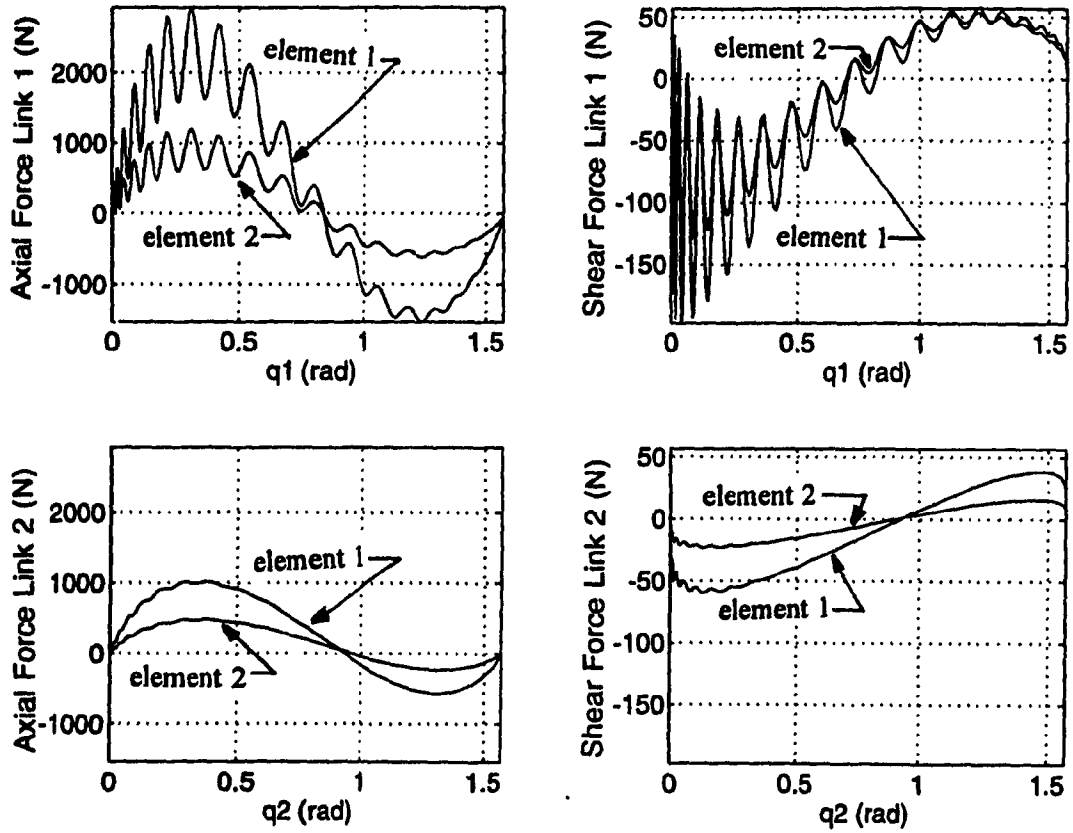 Axial Force Link 1 (N)
2000
1000
0
-1000
element 1
element 2
0
0.5
1
1.5
q1 (rad)
Shear Force Link 1 (N)
50
0
-50
-100
-150
element 2
element 1
0
0.5
1
1.5
q1 (rad)
Axial Force Link 2 (N)
2000
1000
0
-1000
element 1
element 2
0
0.5
1
1.5
q2 (rad)
Shear Force Link 2 (N)
50
0
-50
-100
-150
element 2
element 1
0
0.5
1
1.5
q2 (rad)